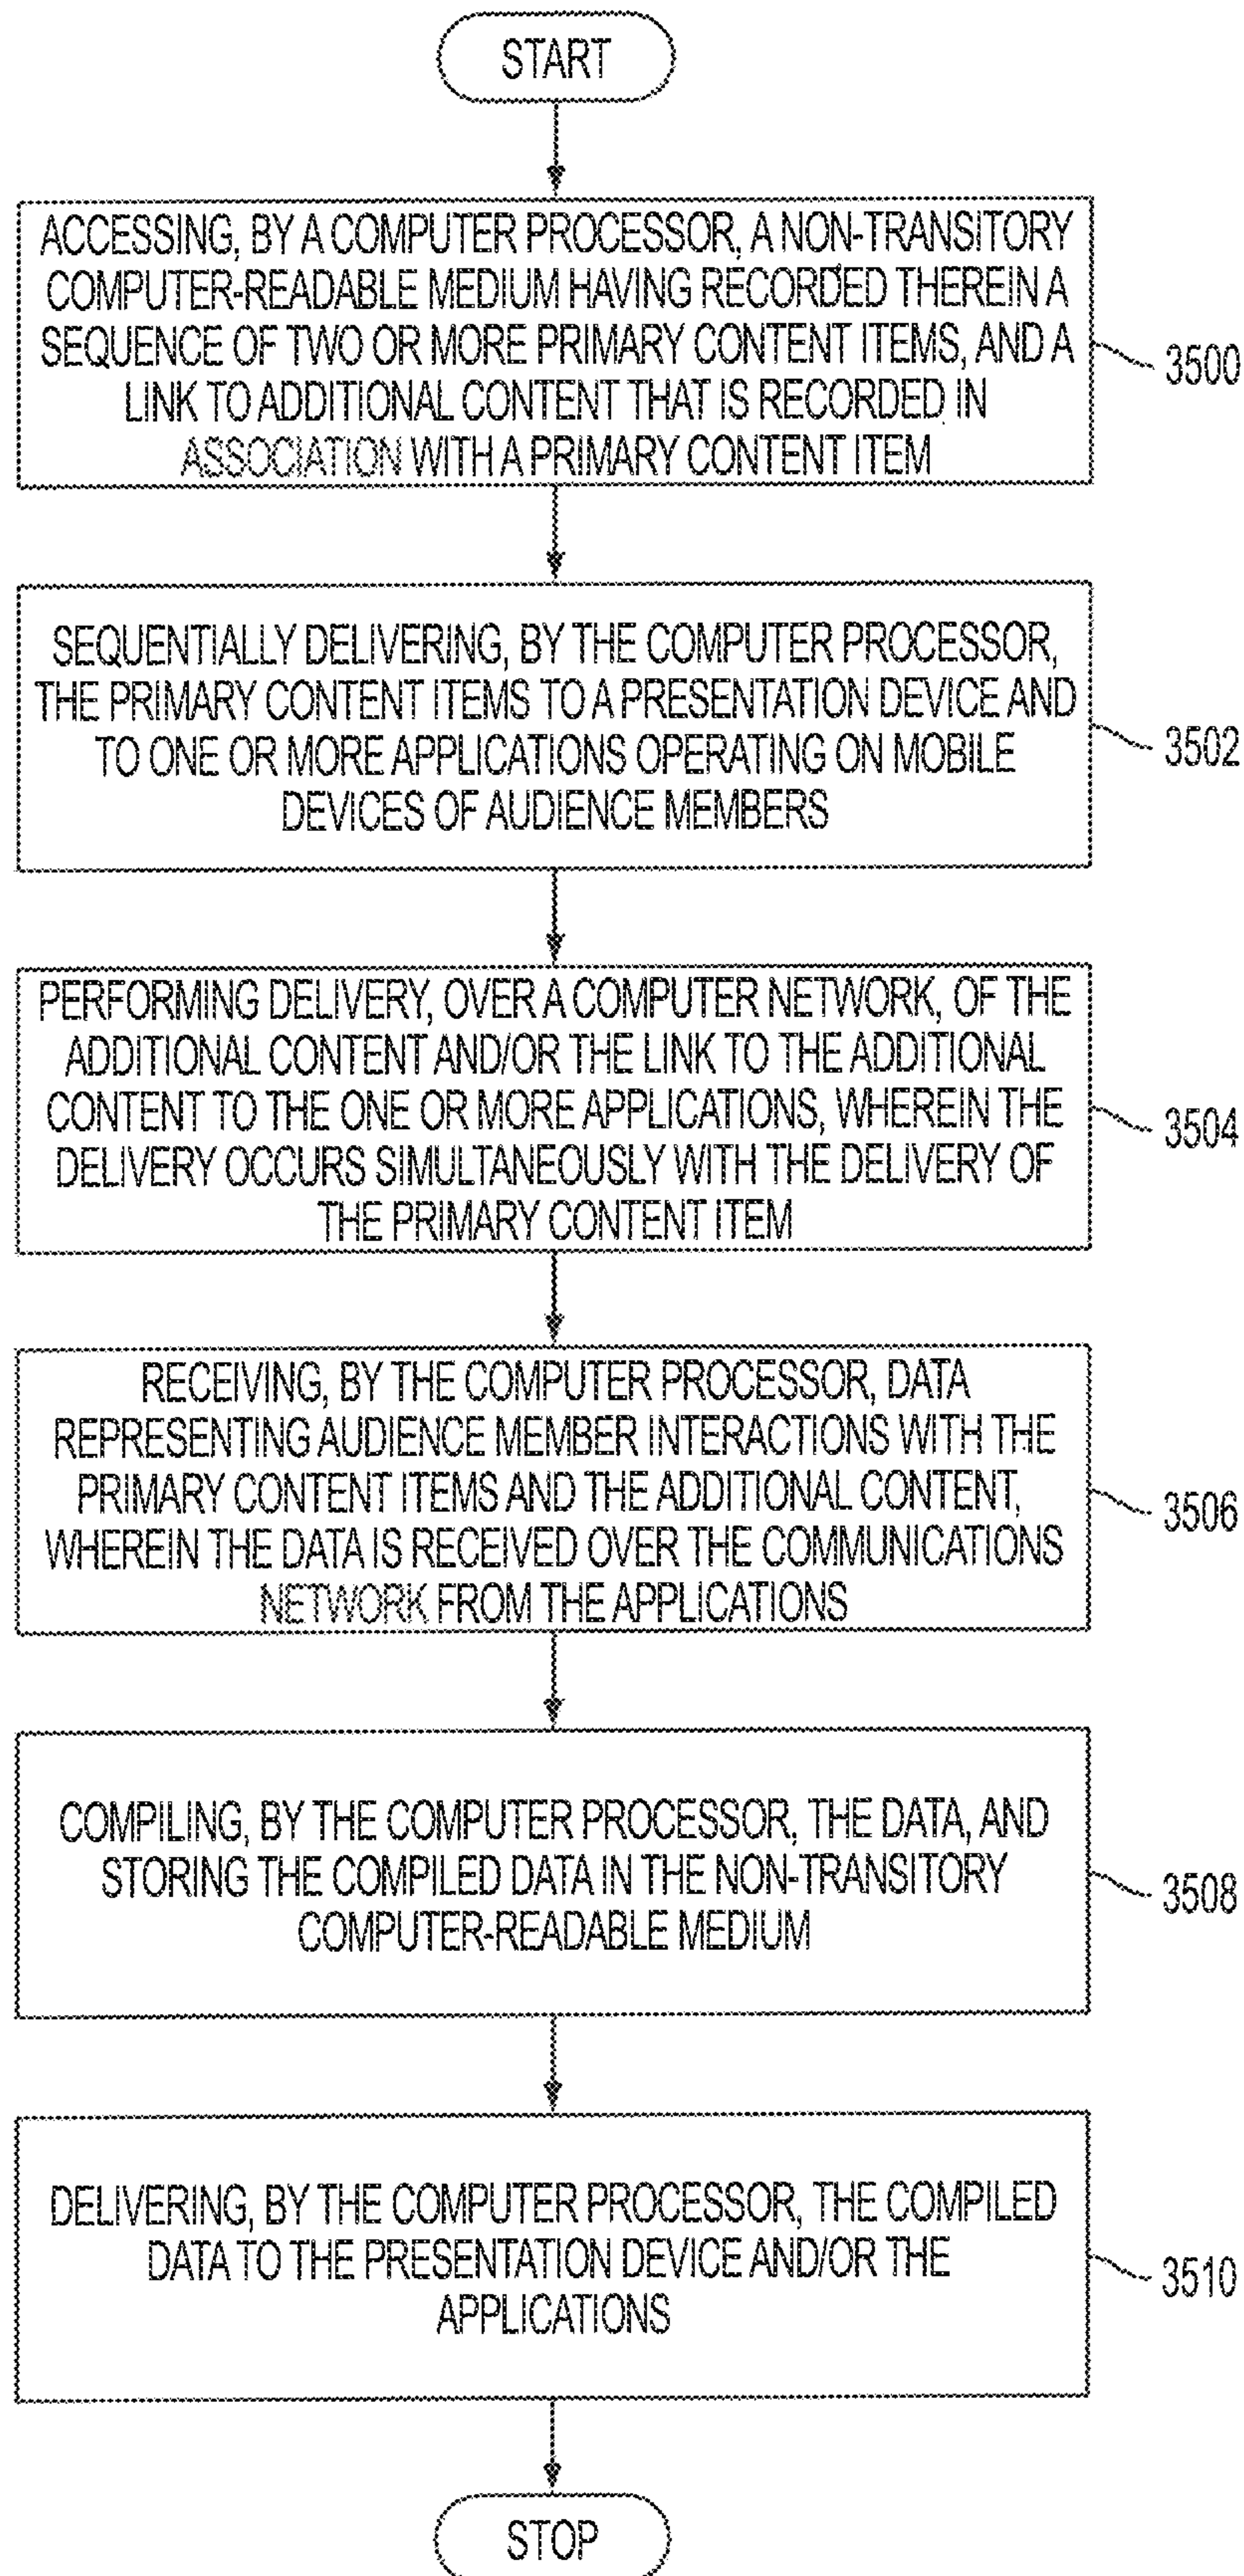 START
ACCESSING, BY A COMPUTER PROCESSOR, A NON-TRANSITORY
COMPUTER-READABLE MEDIUM HAVING RECORDED THEREIN A
SEQUENCE OF TWO OR MORE PRIMARY CONTENT ITEMS, AND A
LINK TO ADDITIONAL CONTENT THAT IS RECORDED IN
ASSOCIATION WITH A PRIMARY CONTENT ITEM
3500
SEQUENTIALLY DELIVERING, BY THE COMPUTER PROCESSOR,
THE PRIMARY CONTENT ITEMS TO A PRESENTATION DEVICE AND
TO ONE OR MORE APPLICATIONS OPERATING ON MOBILE
DEVICES OF AUDIENCE MEMBERS
3502
PERFORMING DELIVERY, OVER A COMPUTER NETWORK, OF THE
ADDITIONAL CONTENT AND/OR THE LINK TO THE ADDITIONAL
CONTENT TO THE ONE OR MORE APPLICATIONS, WHEREIN THE
DELIVERY OCCURS SIMULTANEOUSLY WITH THE DELIVERY OF
THE PRIMARY CONTENT ITEM
3504
RECEIVING, BY THE COMPUTER PROCESSOR, DATA
REPRESENTING AUDIENCE MEMBER INTERACTIONS WITH THE
PRIMARY CONTENT ITEMS AND THE ADDITIONAL CONTENT,
WHEREIN THE DATA IS RECEIVED OVER THE COMMUNICATIONS
NETWORK FROM THE APPLICATIONS
3506
COMPILING, BY THE COMPUTER PROCESSOR, THE DATA, AND
STORING THE COMPILED DATA IN THE NON-TRANSITORY
COMPUTER-READABLE MEDIUM
3508
DELIVERING, BY THE COMPUTER PROCESSOR, THE COMPILED
DATA TO THE PRESENTATION DEVICE AND/OR THE
APPLICATIONS
3510
STOP